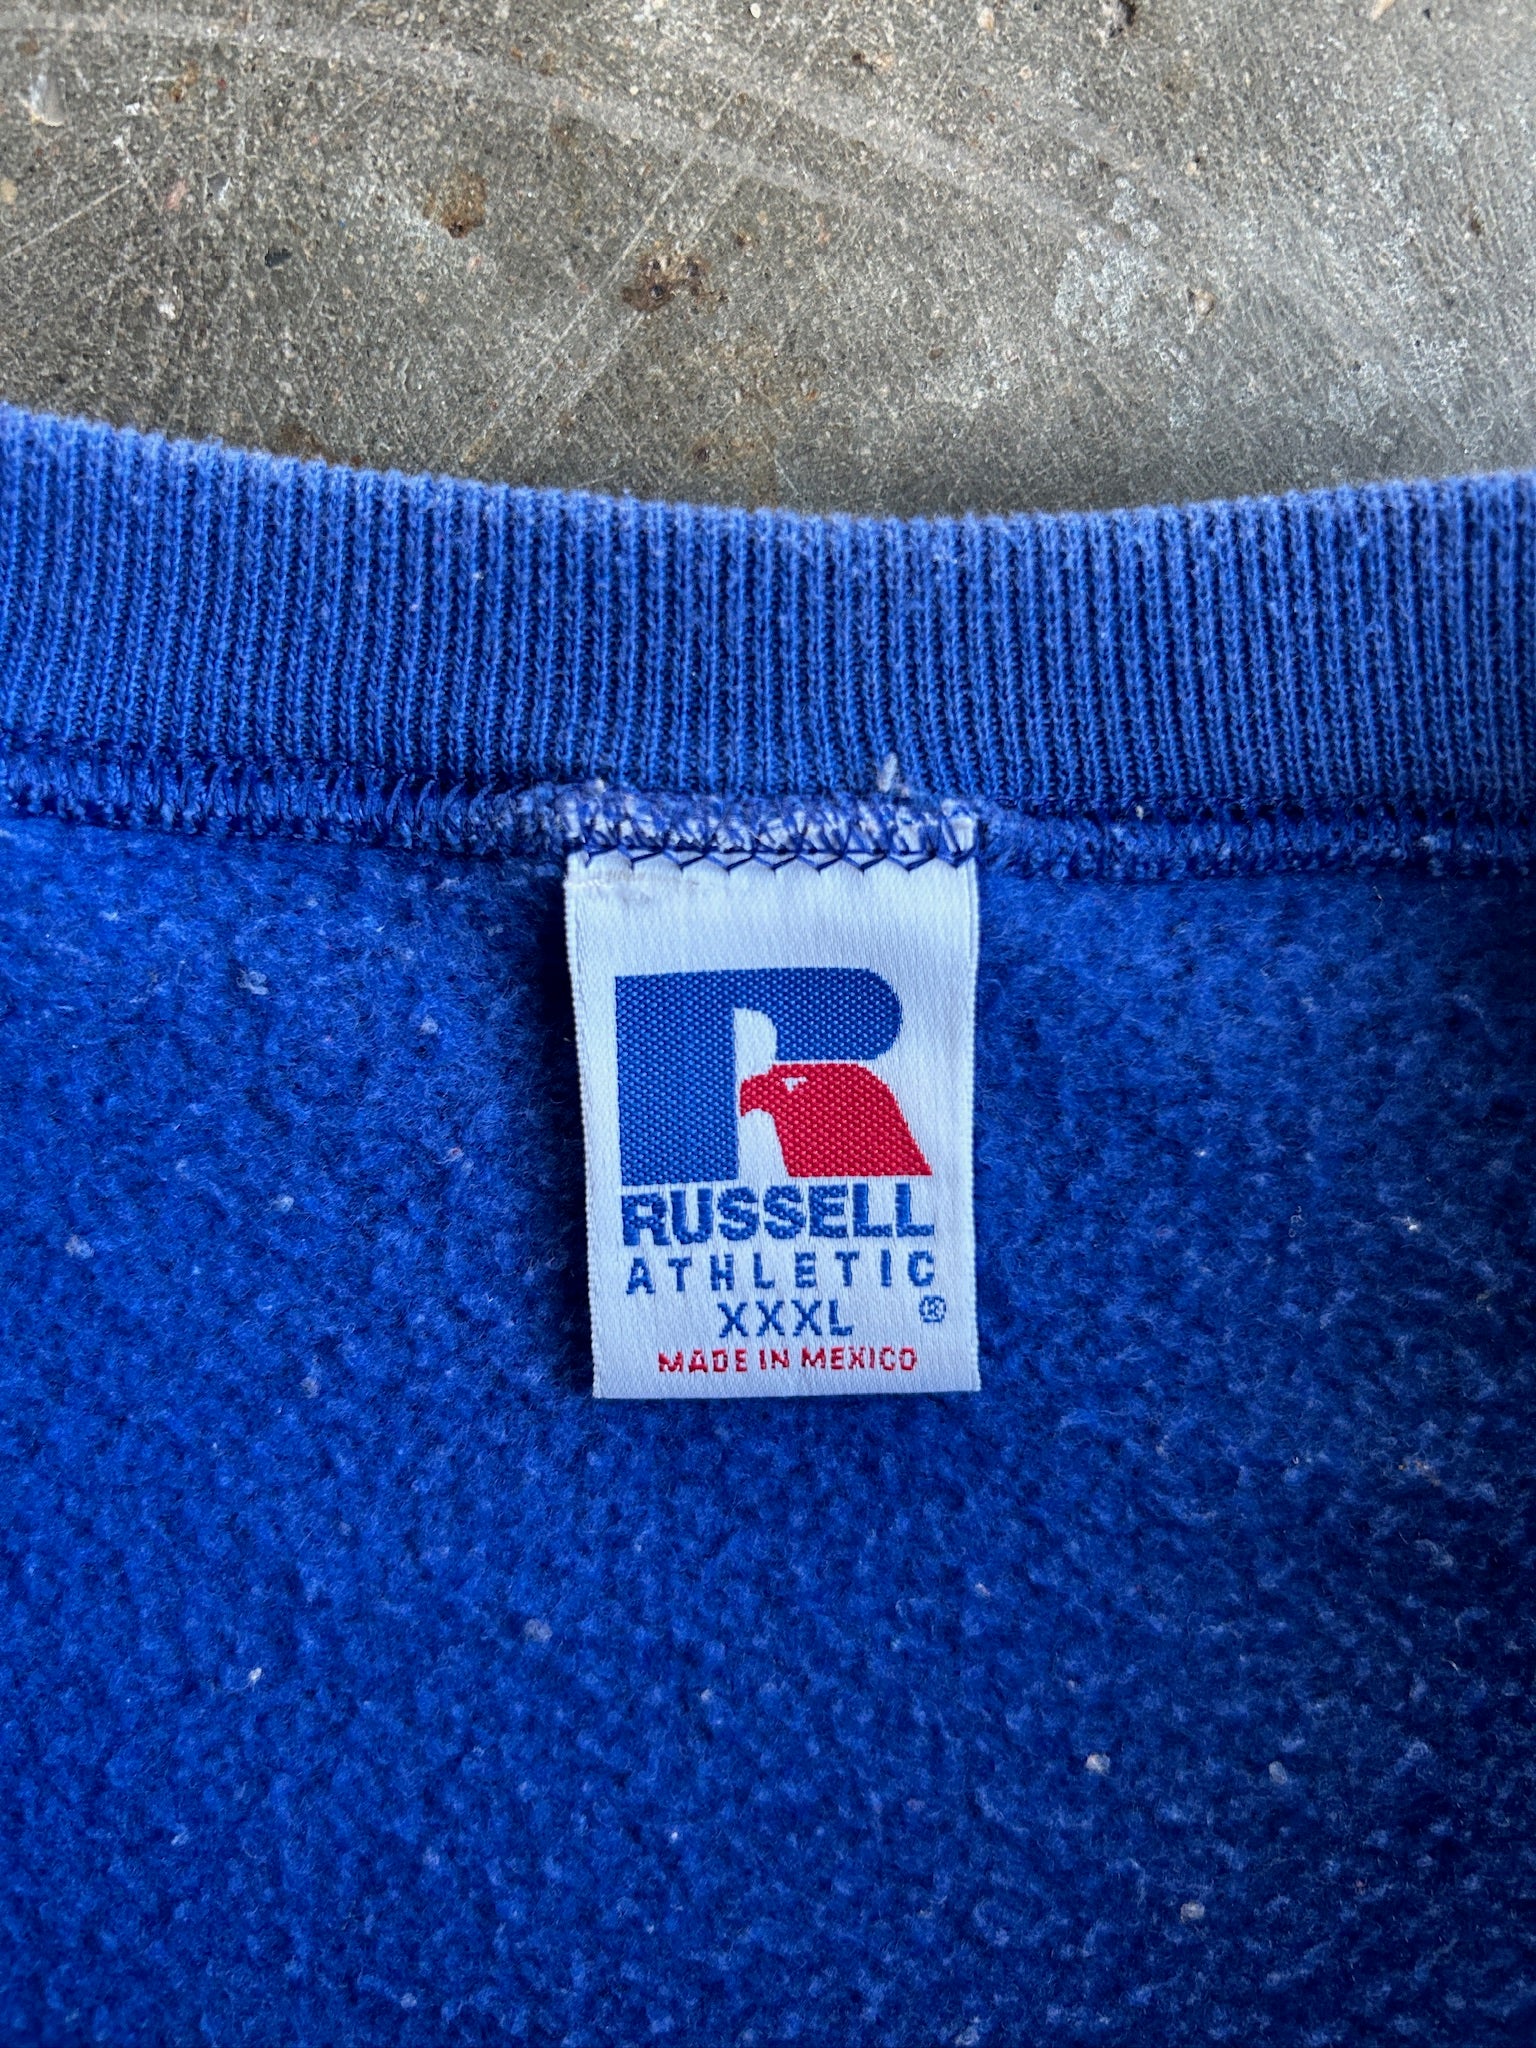 RUSSELL
ATHLETIC
XXXL ®
MADE IN MEXICO